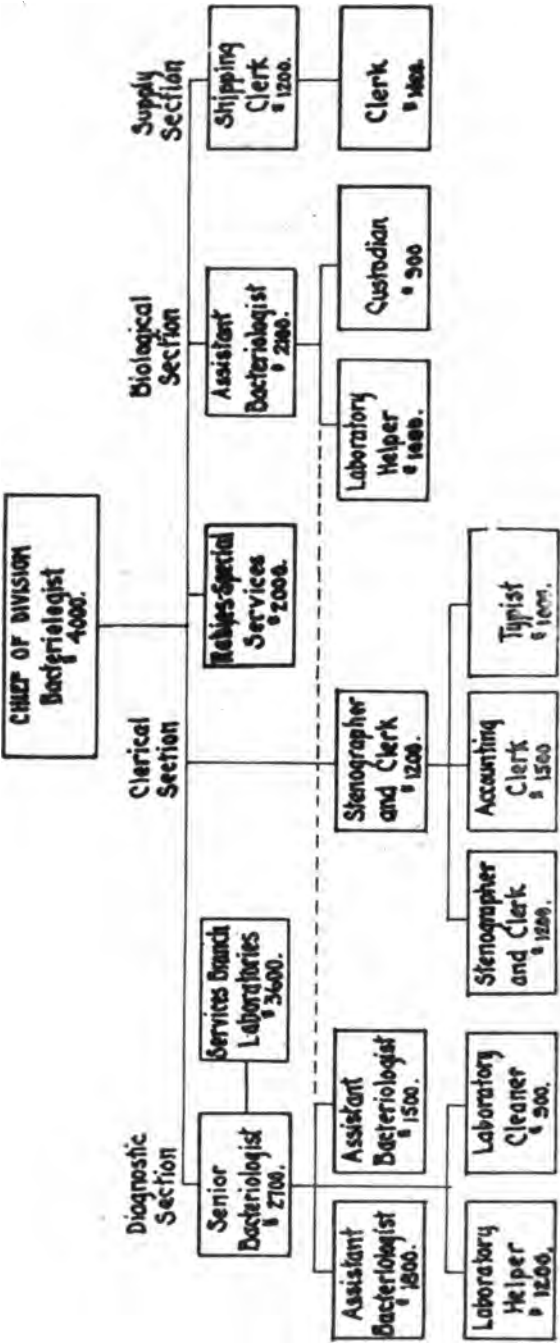 CHIEF OF DIVISION
Bacteriologist
$ 4000.
Diagnostic
Section
Clerical
Section
Biological
Section
Supply
Section
Senior
Bacteriologist
$ 2700.
Services Branch
Laboratories
$ 3600.
Rabies-Special
Services
$ 2000.
Assistant
Bacteriologist
$ 2100.
Shipping
Clerk
$ 1200.
Assistant
Bacteriologist
$ 1800.
Assistant
Bacteriologist
$ 1500.
Stenographer
and Clerk
$ 1200.
Laboratory
Helper
Custodian
$ 900
Clerk
Laboratory
Helper
$ 1200.
Laboratory
Cleaner
$ 900.
Stenographer
and Clerk
$ 1200.
Accounting
Clerk
$ 1500
Typist